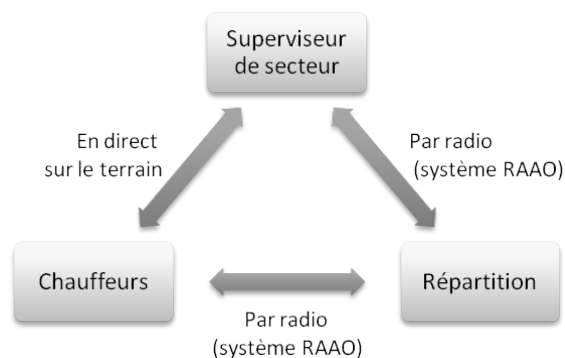 Superviseur
de secteur
En direct
sur le terrain
Par radio
(système RAAO)
Chauffeurs
Répartition
Par radio
(système RAAO)